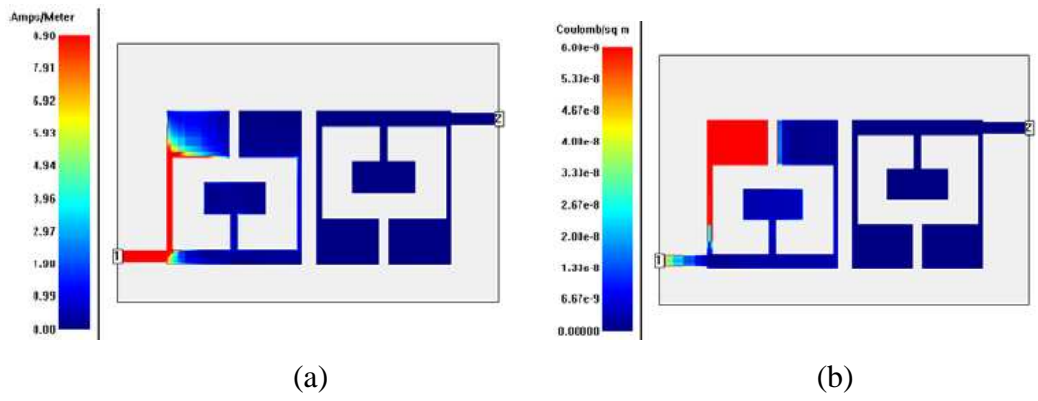 Amps/Meter
8.90
7.91
6.92
5.93
4.94
3.96
2.97
1.98
0.99
0.00
1
2
(a)
Coulomb/sq m
6.00e-8
5.33e-8
4.67e-8
4.00e-8
3.33e-8
2.67e-8
2.00e-8
1.33e-8
6.67e-9
0.00000
1
2
(b)